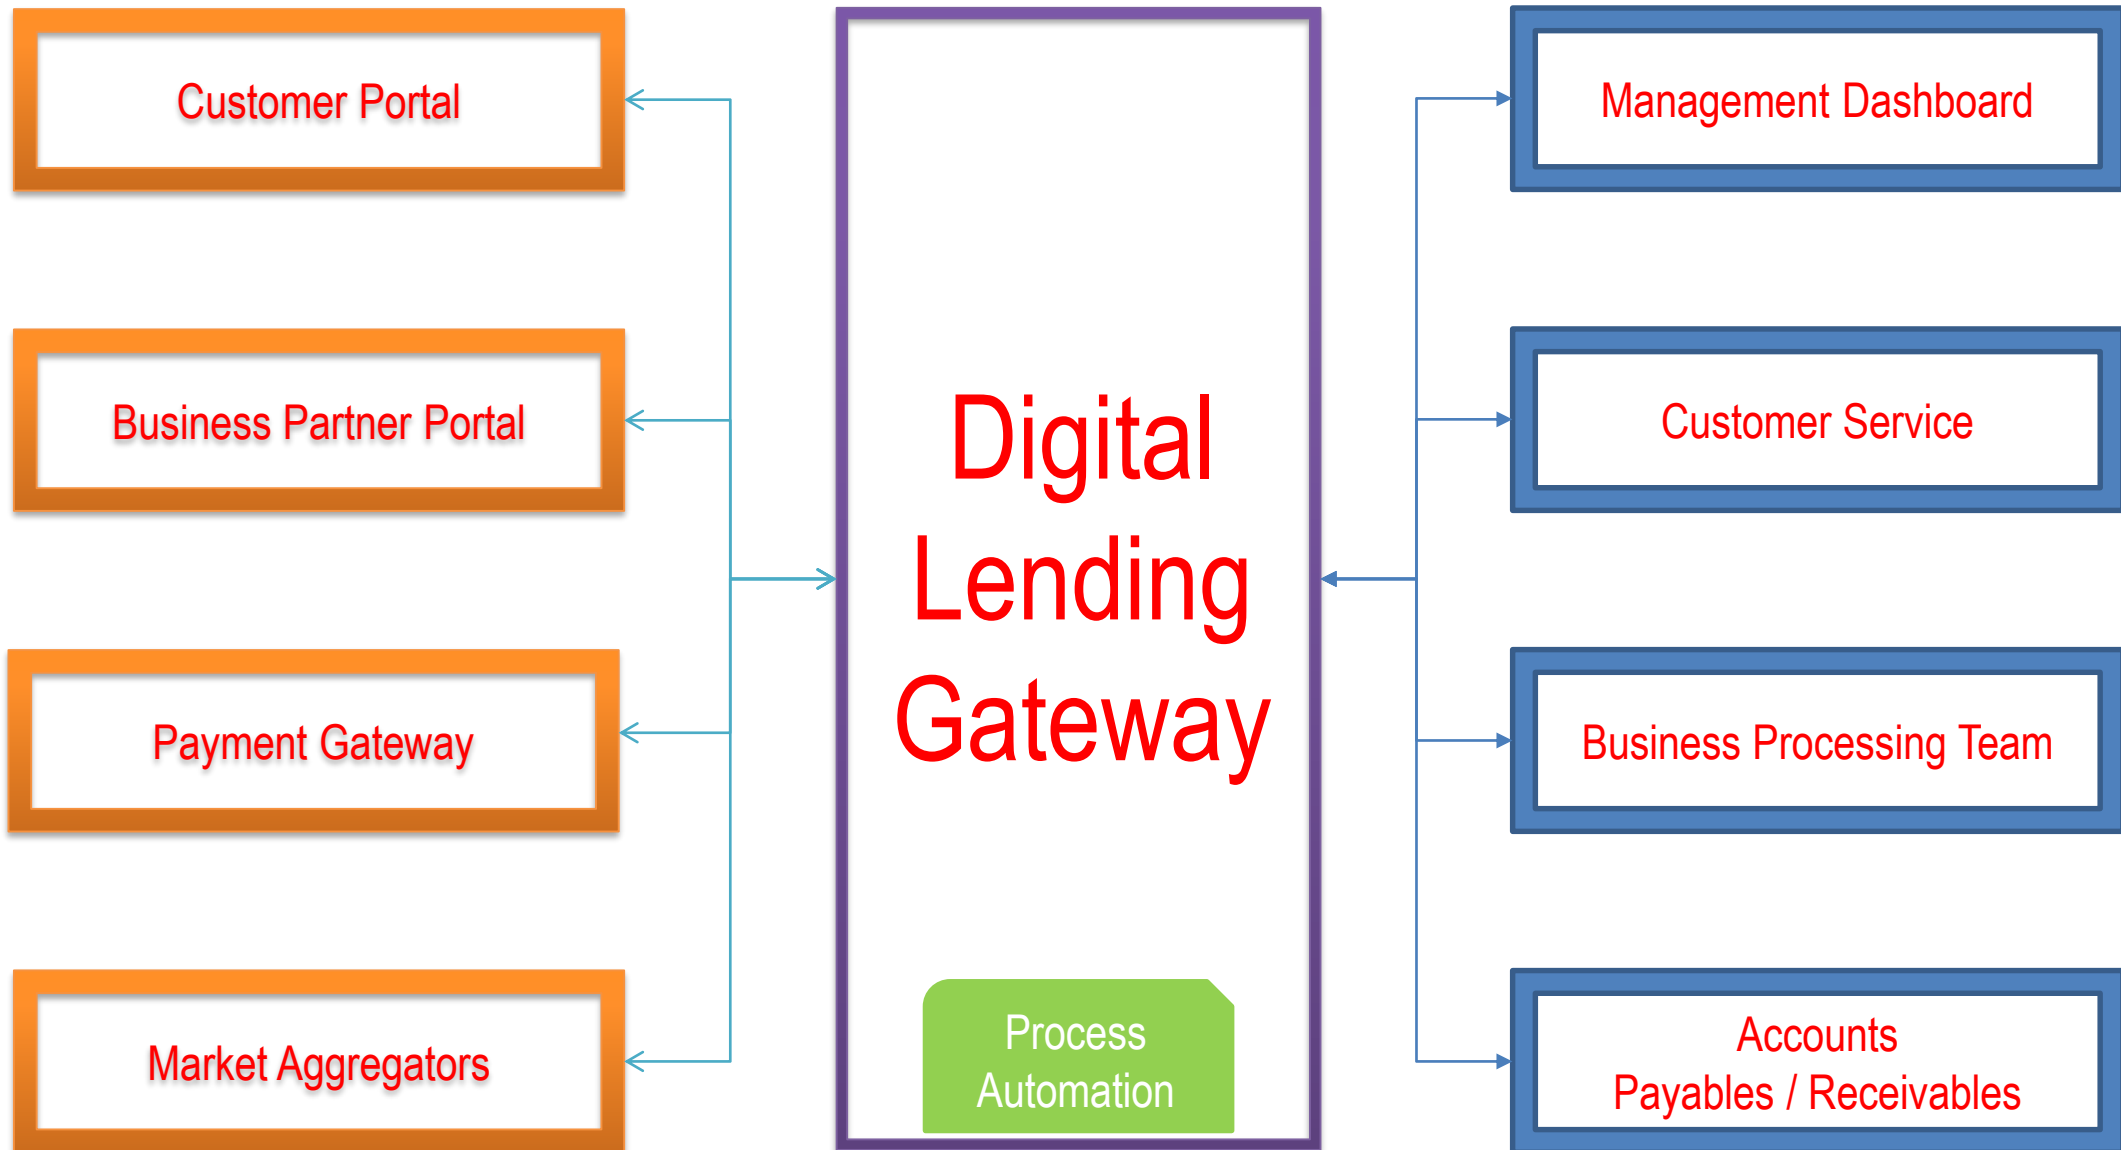 Customer Portal
Business Partner Portal
Payment Gateway
Market Aggregators
Digital
Lending
Gateway
Process
Automation
Management Dashboard
Customer Service
Business Processing Team
Accounts
Payables / Receivables